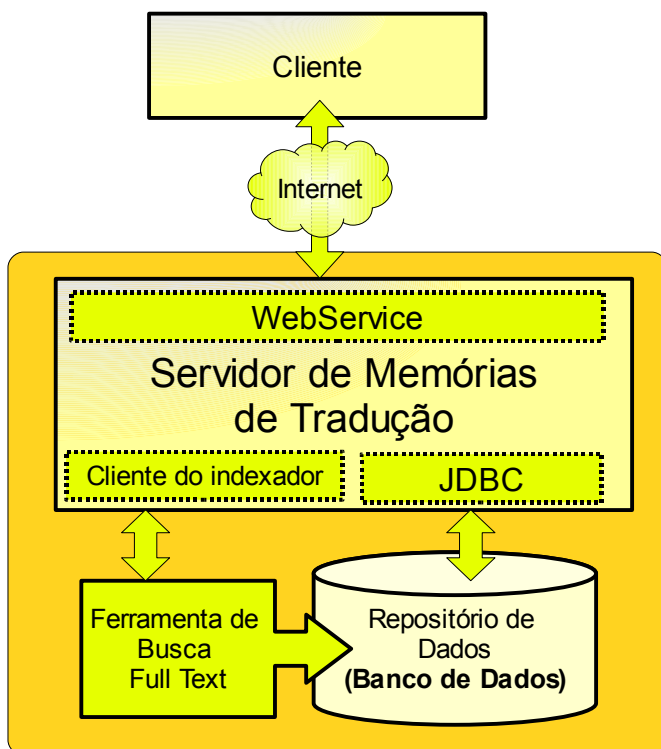 Cliente
Internet
WebService
Servidor de Memórias
de Tradução
Cliente do indexador
JDBC
Ferramenta de
Busca
Full Text
Repositório de
Dados
(Banco de Dados)